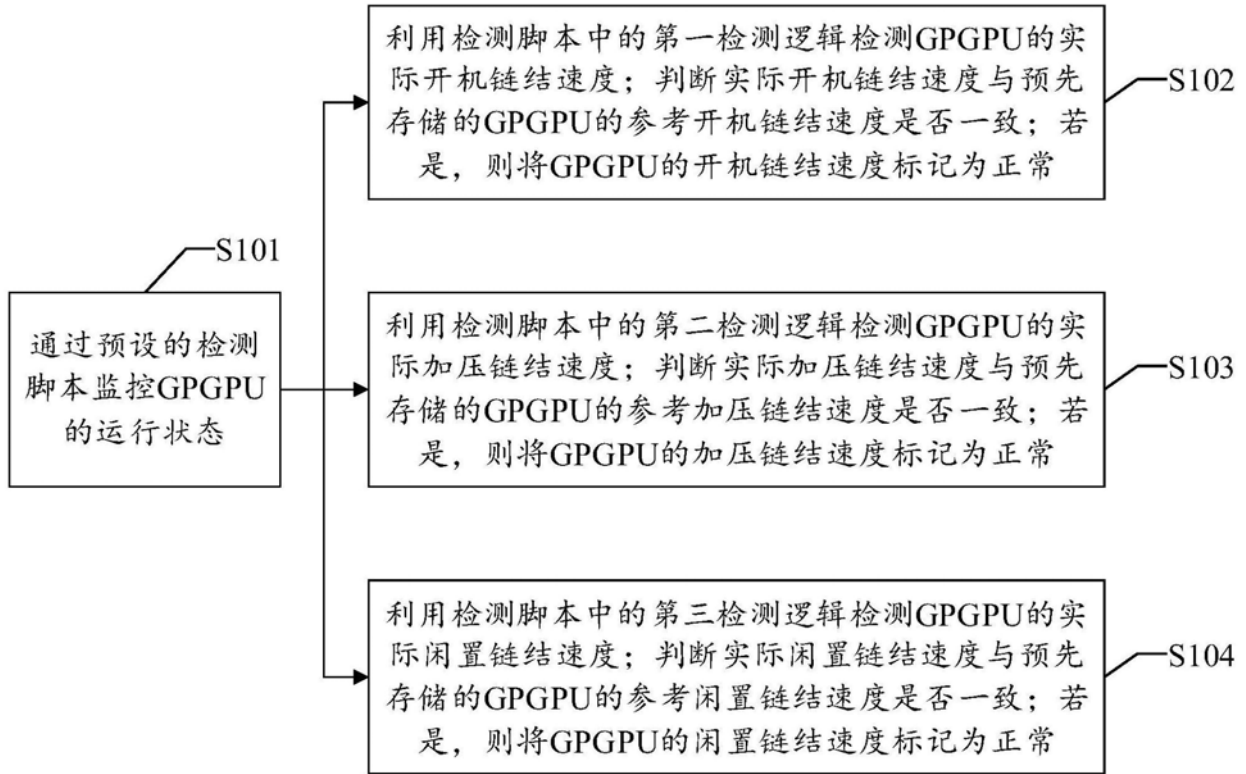 S101
通过预设的检测
脚本监控GPGPU
的运行状态
利用检测脚本中的第一检测逻辑检测GPGPU的实
际开机链结速度；判断实际开机链结速度与预先
存储的GPGPU的参考开机链结速度是否一致；若
是，则将GPGPU的开机链结速度标记为正常
S102
利用检测脚本中的第二检测逻辑检测GPGPU的实
际加压链结速度；判断实际加压链结速度与预先
存储的GPGPU的参考加压链结速度是否一致；若
是，则将GPGPU的加压链结速度标记为正常
S103
利用检测脚本中的第三检测逻辑检测GPGPU的实
际闲置链结速度；判断实际闲置链结速度与预先
存储的GPGPU的参考闲置链结速度是否一致；若
是，则将GPGPU的闲置链结速度标记为正常
S104